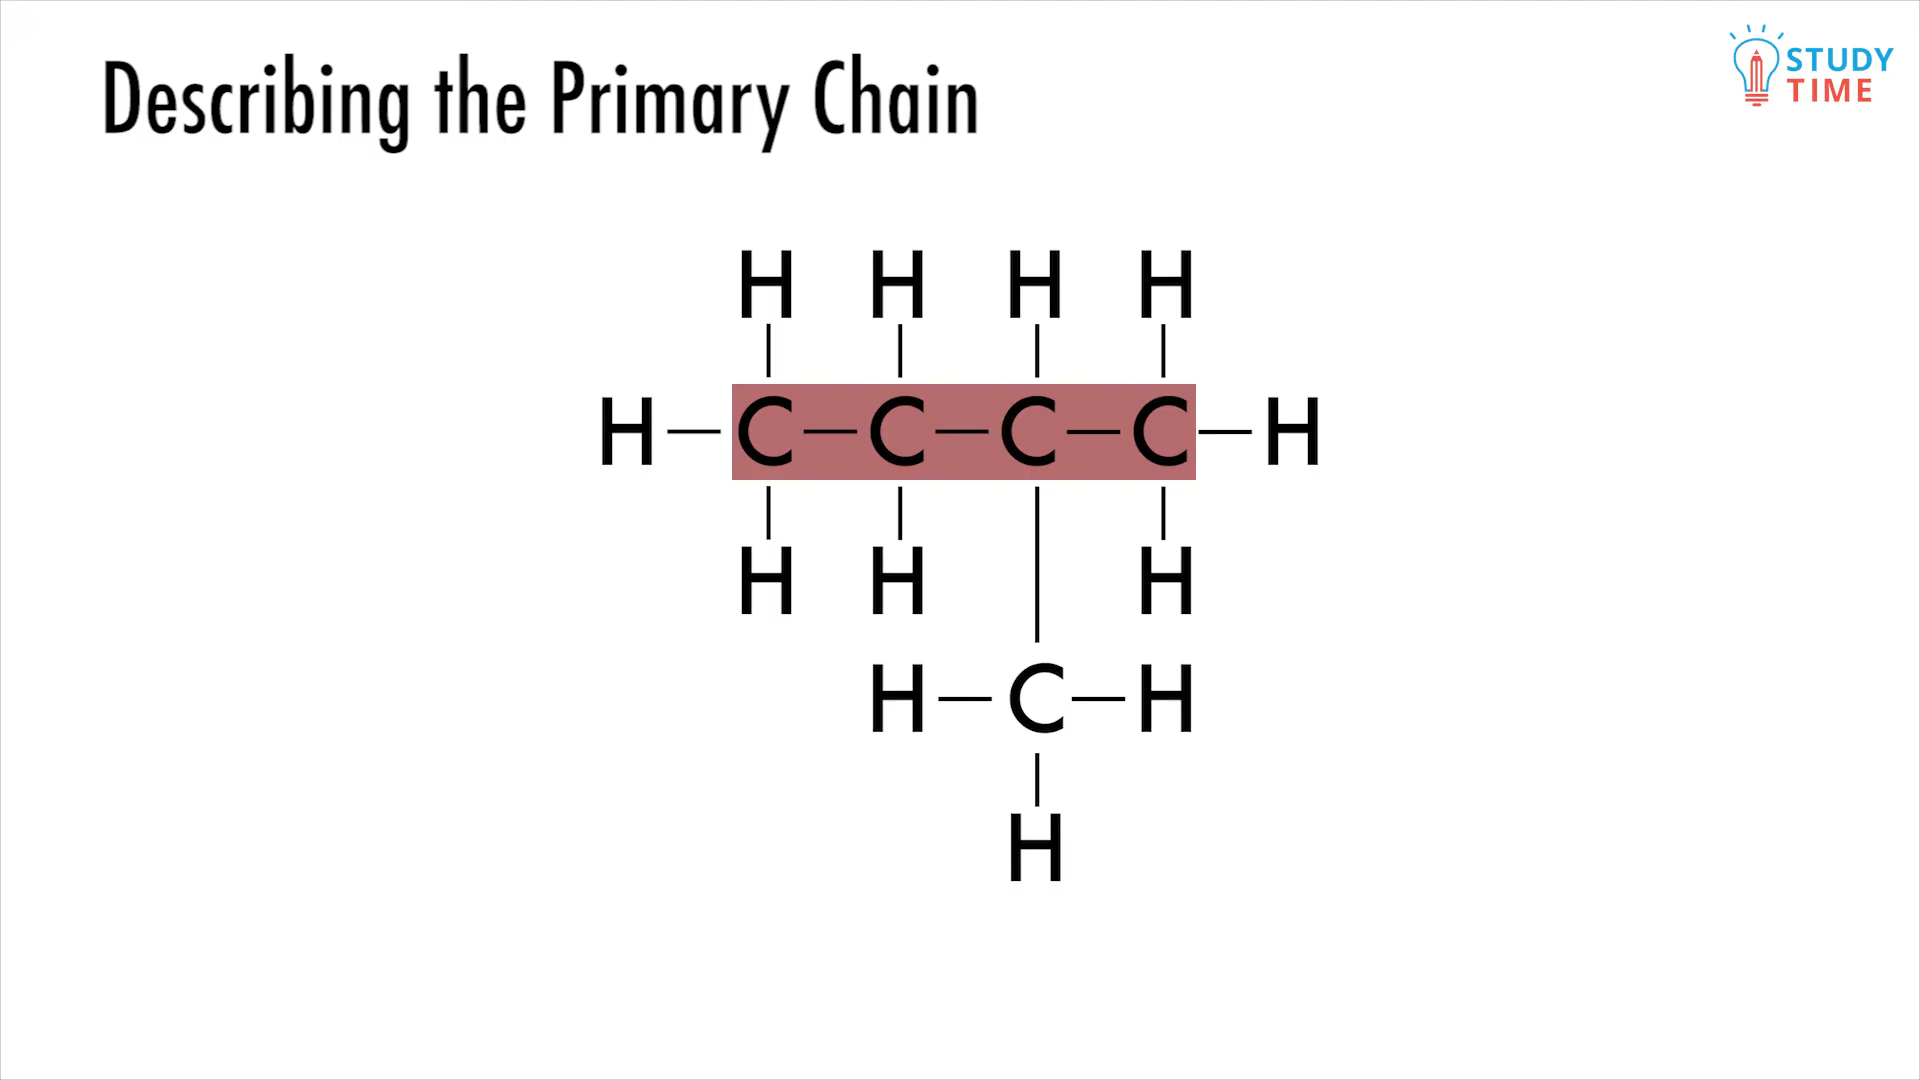 Describing the Primary Chain
STUDY
TIME
H H H H
H C C C C H
H H H
H C H
H